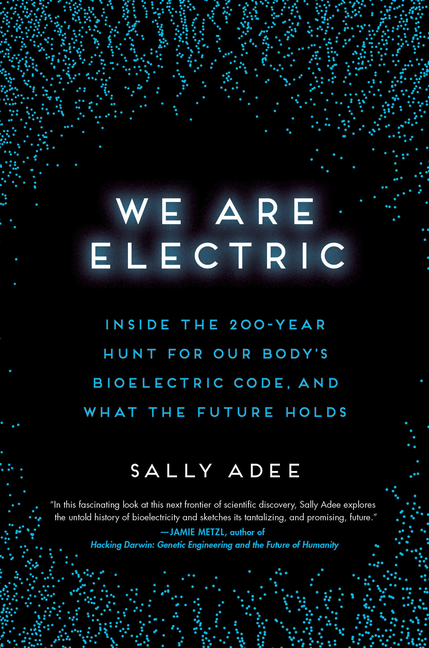 WE ARE
ELECTRIC
INSIDE THE 200-YEAR
HUNT FOR OUR BODY'S
BIOELECTRIC CODE, AND
WHAT THE FUTURE HOLDS
SALLY ADEE
“In this fascinating look at this next frontier of scientific discovery, Sally Adee explores
the untold history of bioelectricity and sketches its tantalizing, and promising, future.”
—JAMIE METZL, author of
Hacking Darwin: Genetic Engineering and the Future of Humanity